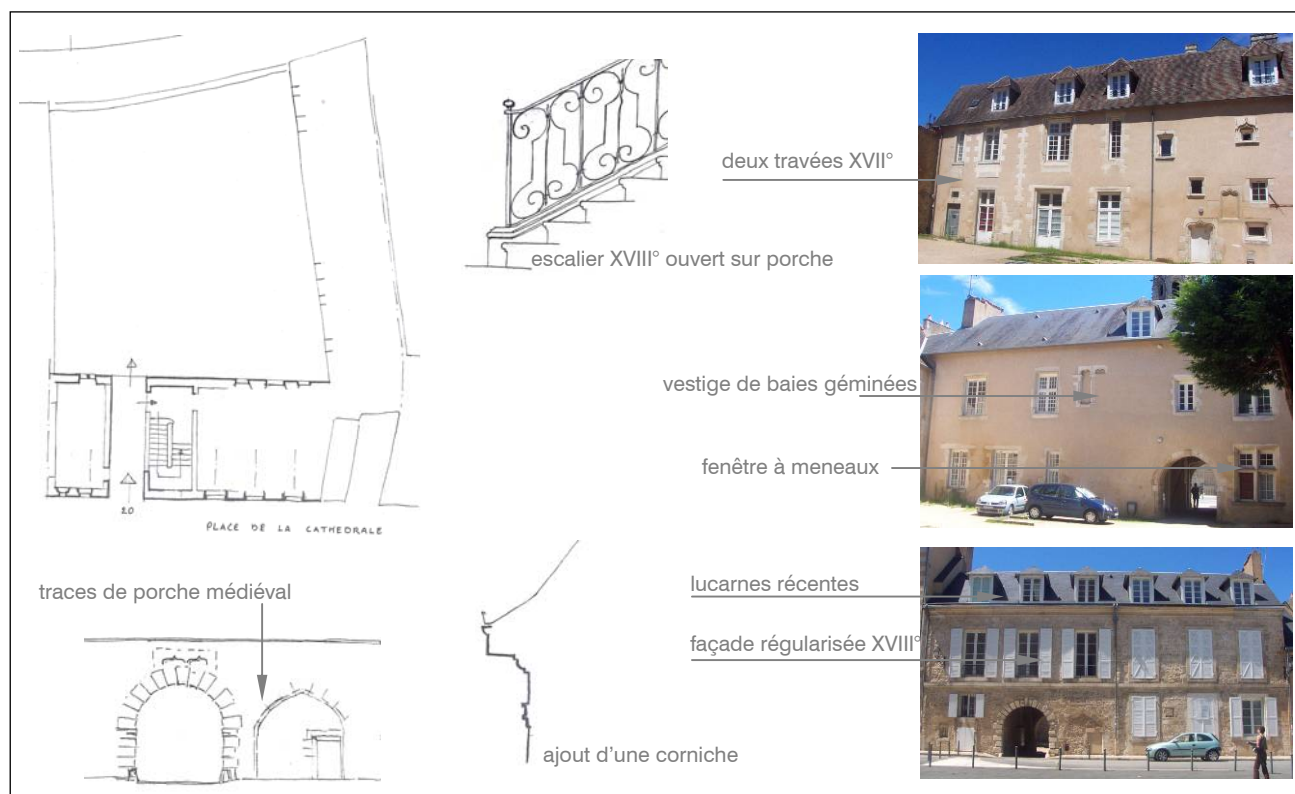 deux travées XVII°
escalier XVIII° ouvert sur porche
vestige de baies géminées
fenêtre à meneaux
20
PLACE DE LA CATHEDRALE
lucarnes récentes
traces de porche médiéval
façade régularisée XVIII°
ajout d’une corniche